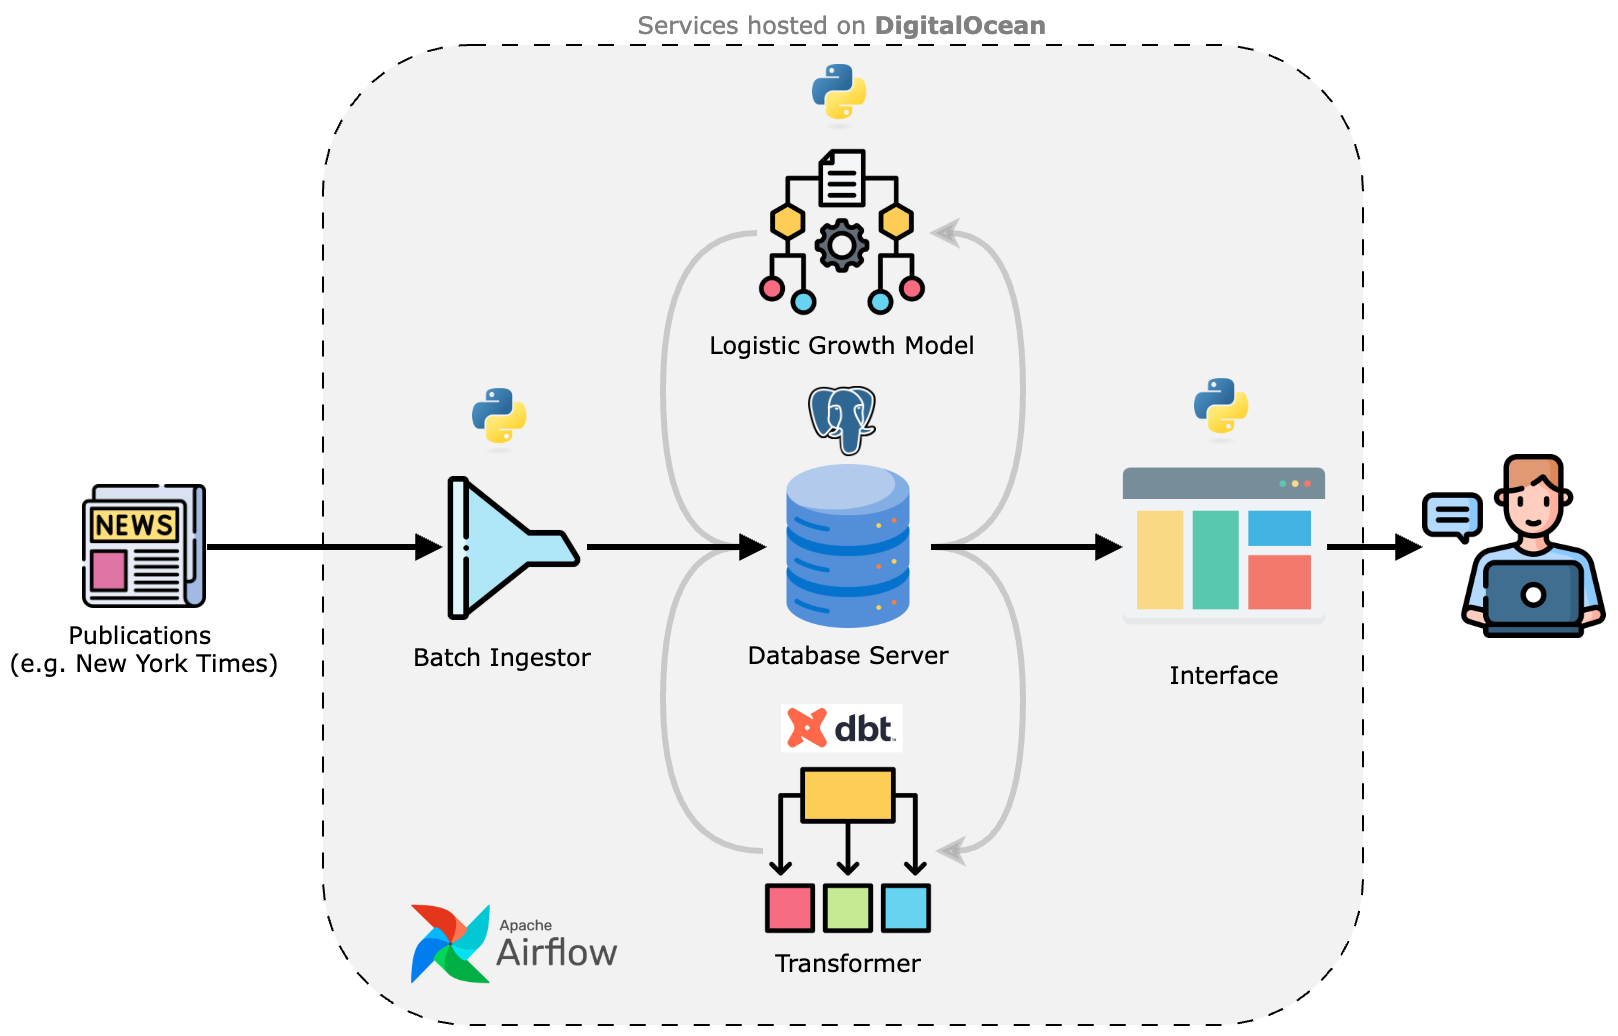 Services hosted on DigitalOcean
Logistic Growth Model
NEWS
Publications
(e.g. New York Times)
Batch Ingestor
Database Server
Interface
dbt
Transformer
Apache
Airflow